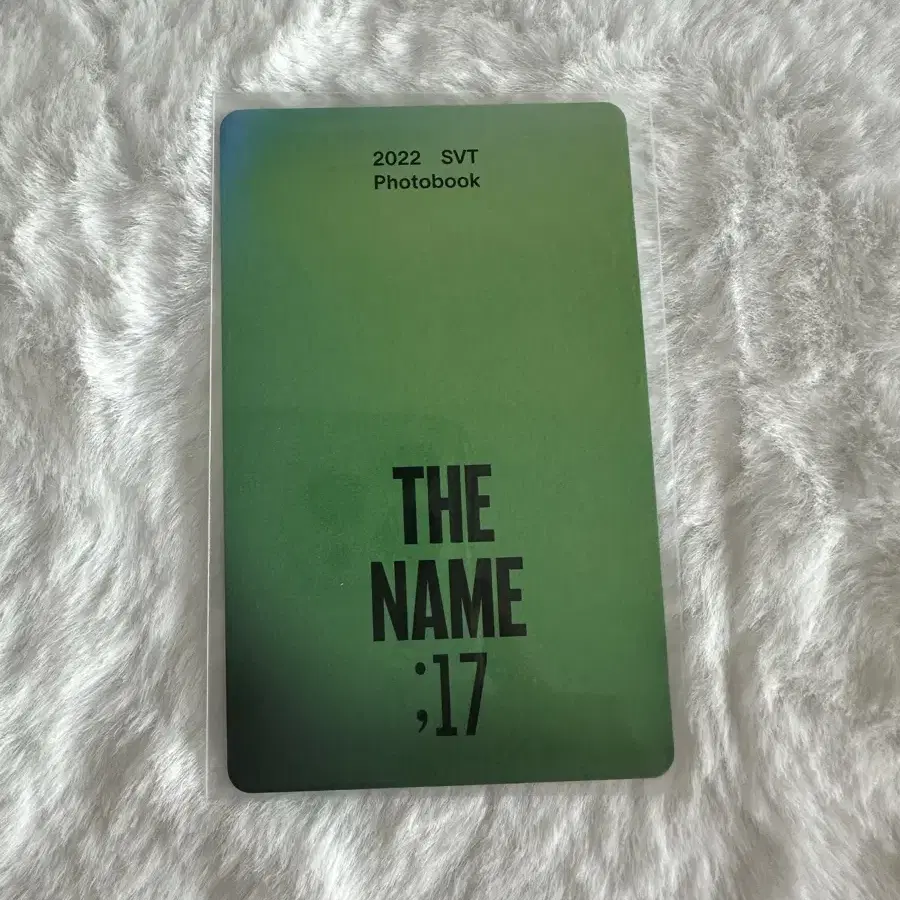 2022 SVT
Photobook
THE
NAME
;17